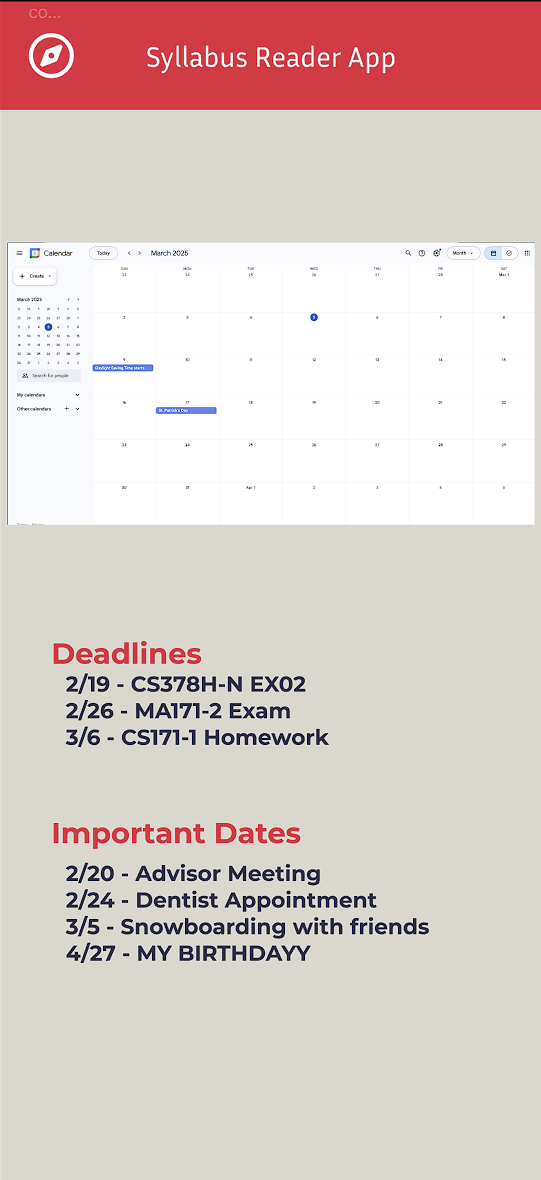 CO...
Syllabus Reader App
Calendar
Today
March 2025
Month
Create
SUN MON TUE WED THU FRI SAT
23 24 25 26 27 28 Mar 1
2 3 4 5 6 7 8
9 10 11 12 13 14 15
Daylight Saving Time starts
16 17 18 19 20 21 22
St. Patrick's Day
23 24 25 26 27 28 29
30 31 Apr 1 2 3 4 5
March 2025
S M T W T F S
23 24 25 26 27 28 1
2 3 4 5 6 7 8
9 10 11 12 13 14 15
16 17 18 19 20 21 22
23 24 25 26 27 28 29
30 31 1 2 3 4 5
Search for people
My calendars
Other calendars
Deadlines
2/19 - CS378H-N EX02
2/26 - MA171-2 Exam
3/6 - CS171-1 Homework
Important Dates
2/20 - Advisor Meeting
2/24 - Dentist Appointment
3/5 - Snowboarding with friends
4/27 - MY BIRTHDAYY